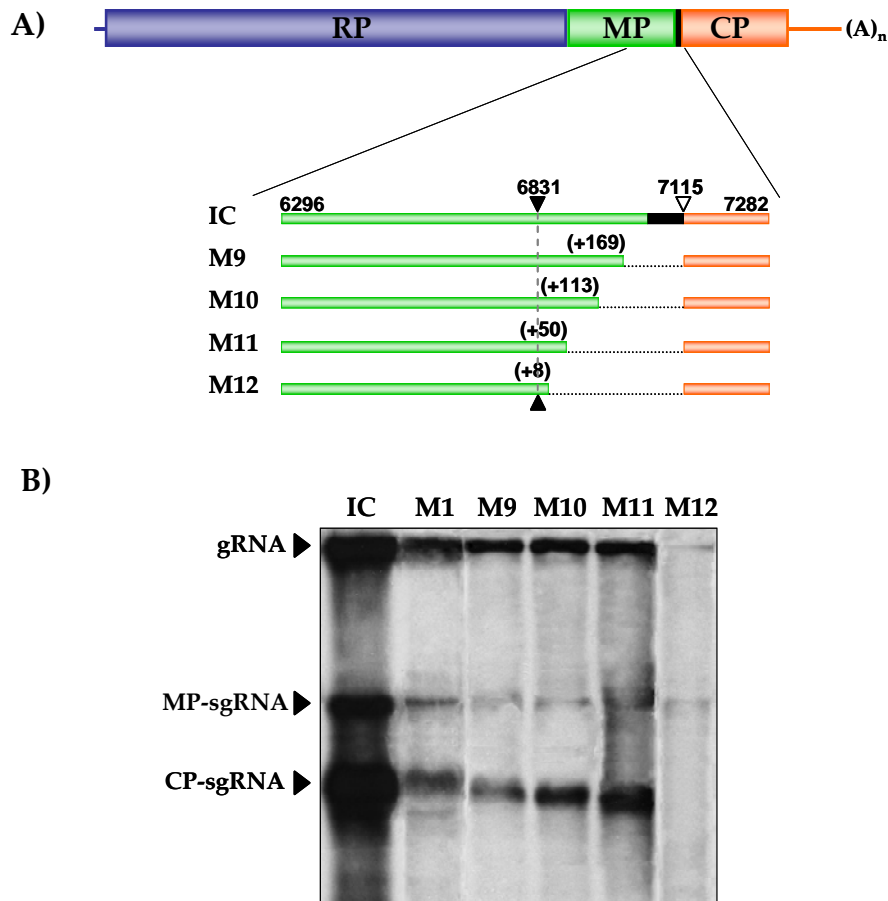 A)
RP MP CP (A)n
6831 7115
6296 7282
IC
(+169)
M9
(+113)
M10
(+50)
M11
(+8)
M12
B)
IC M1 M9 M10 M11 M12
gRNA
MP-sgRNA
CP-sgRNA